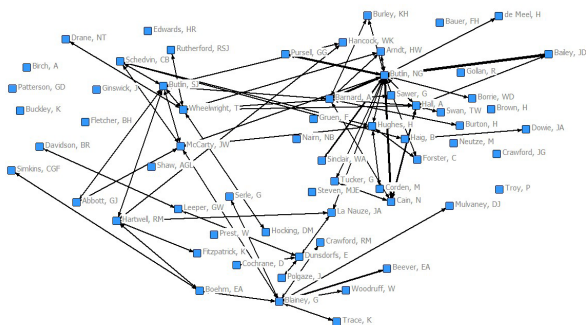 Burley, KH
de Meel, H
Bauer, FH
Edwards, HR
Drane, NT
Hancock, WK
Rutherford, RSJ
Pursell, GG
Arndt, HW
Bailey, JD
Schedvin, CB
Birch, A
Butlin, NG
Gollan, R
Patterson, GD
Ginswick, J
Butlin, SJ
Sawer, G
Borrie, WD
Buckley, K
Barnard, A
Hall, A
Wheelwright, T
Swan, TW
Brown, H
Fletcher, BH
Gruen, F
Hughes, H
Burton, H
Dowie, JA
Nairn, NB
Haig, B
Neutze, M
Davidson, BR
McCarty, JW
Crawford, JG
Sinclair, WA
Forster, C
Simkins, CGF
Shaw, AGL
Tucker, G
Steven, MJE
Corden, M
Troy, P
Serle, G
Cain, N
Abbott, GJ
Leeper, GW
La Nauze, JA
Mulvaney, DJ
Hartwell, RM
Hocking, DM
Prest, W
Crawford, RM
Fitzpatrick, K
Dunsdorfs, E
Cochrane, D
Beever, EA
Polgaze, J
Boehm, EA
Woodruff, W
Blainey, G
Trace, K